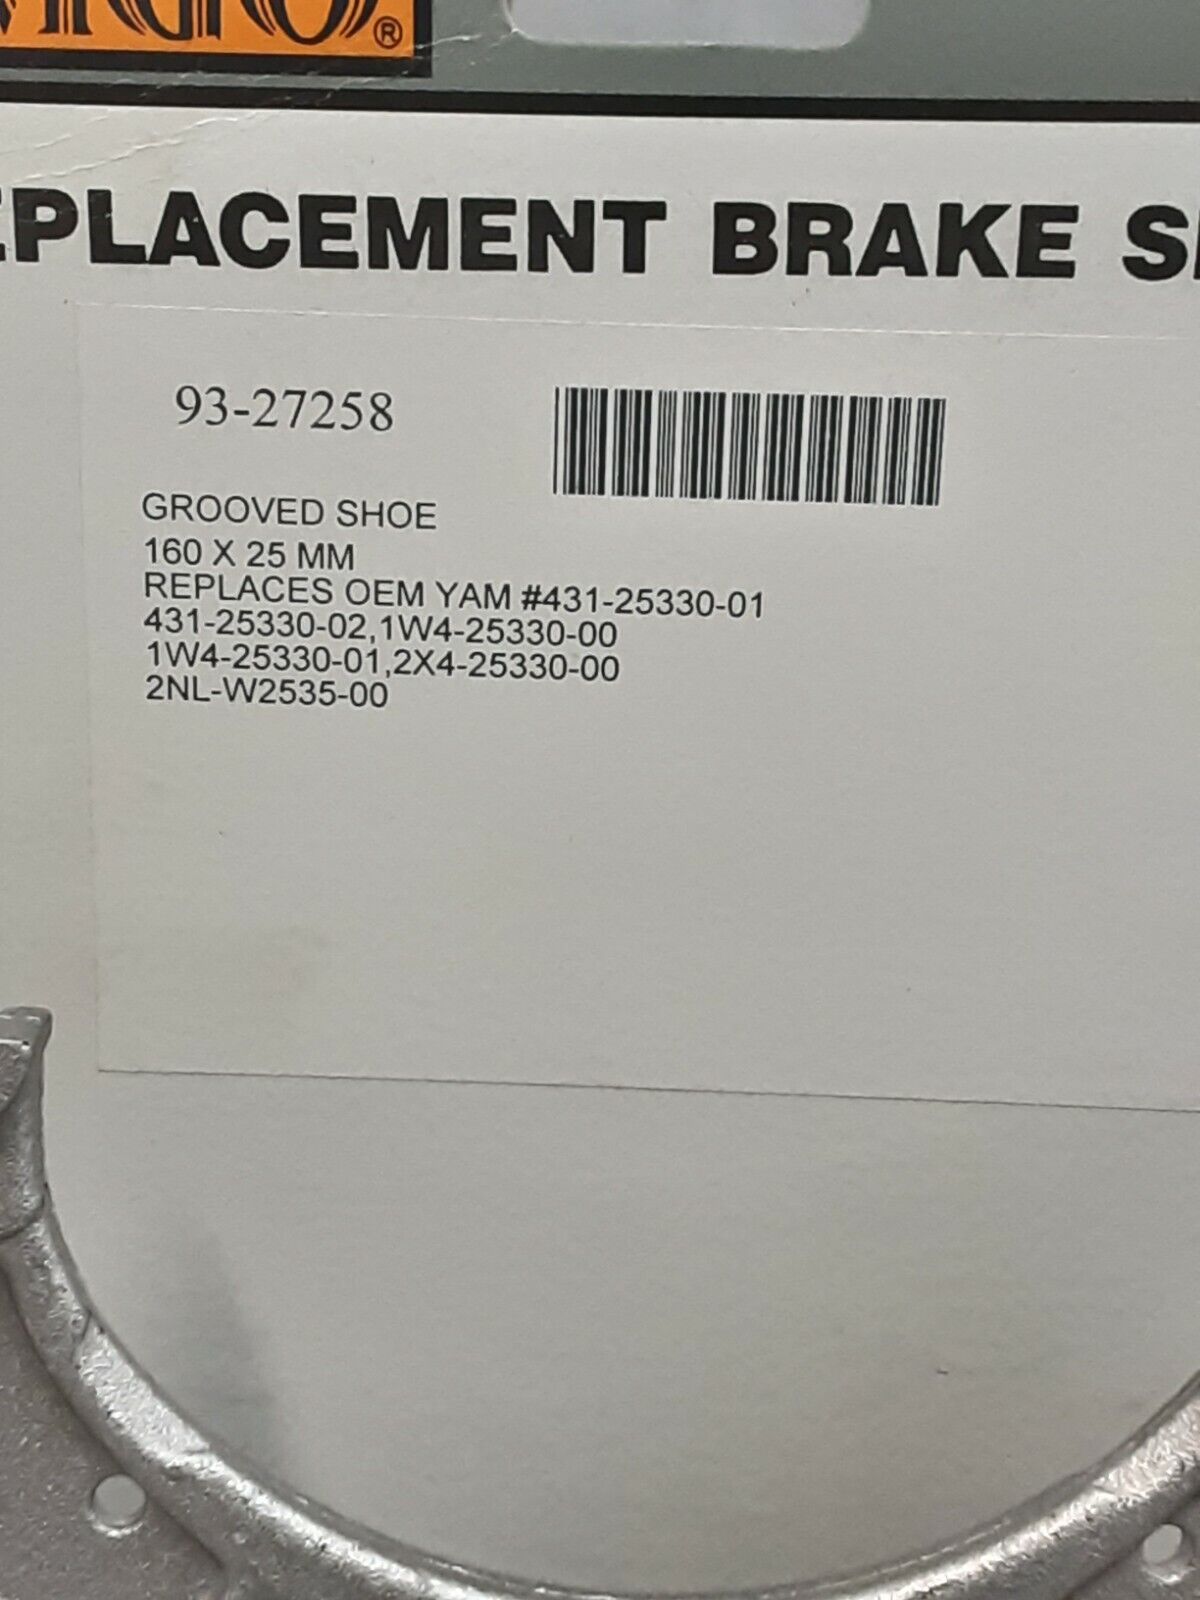 ®
EPLACEMENT BRAKE S
93-27258
GROOVED SHOE
160 X 25 MM
REPLACES OEM YAM #431-25330-01
431-25330-02,1W4-25330-00
1W4-25330-01,2X4-25330-00
2NL-W2535-00